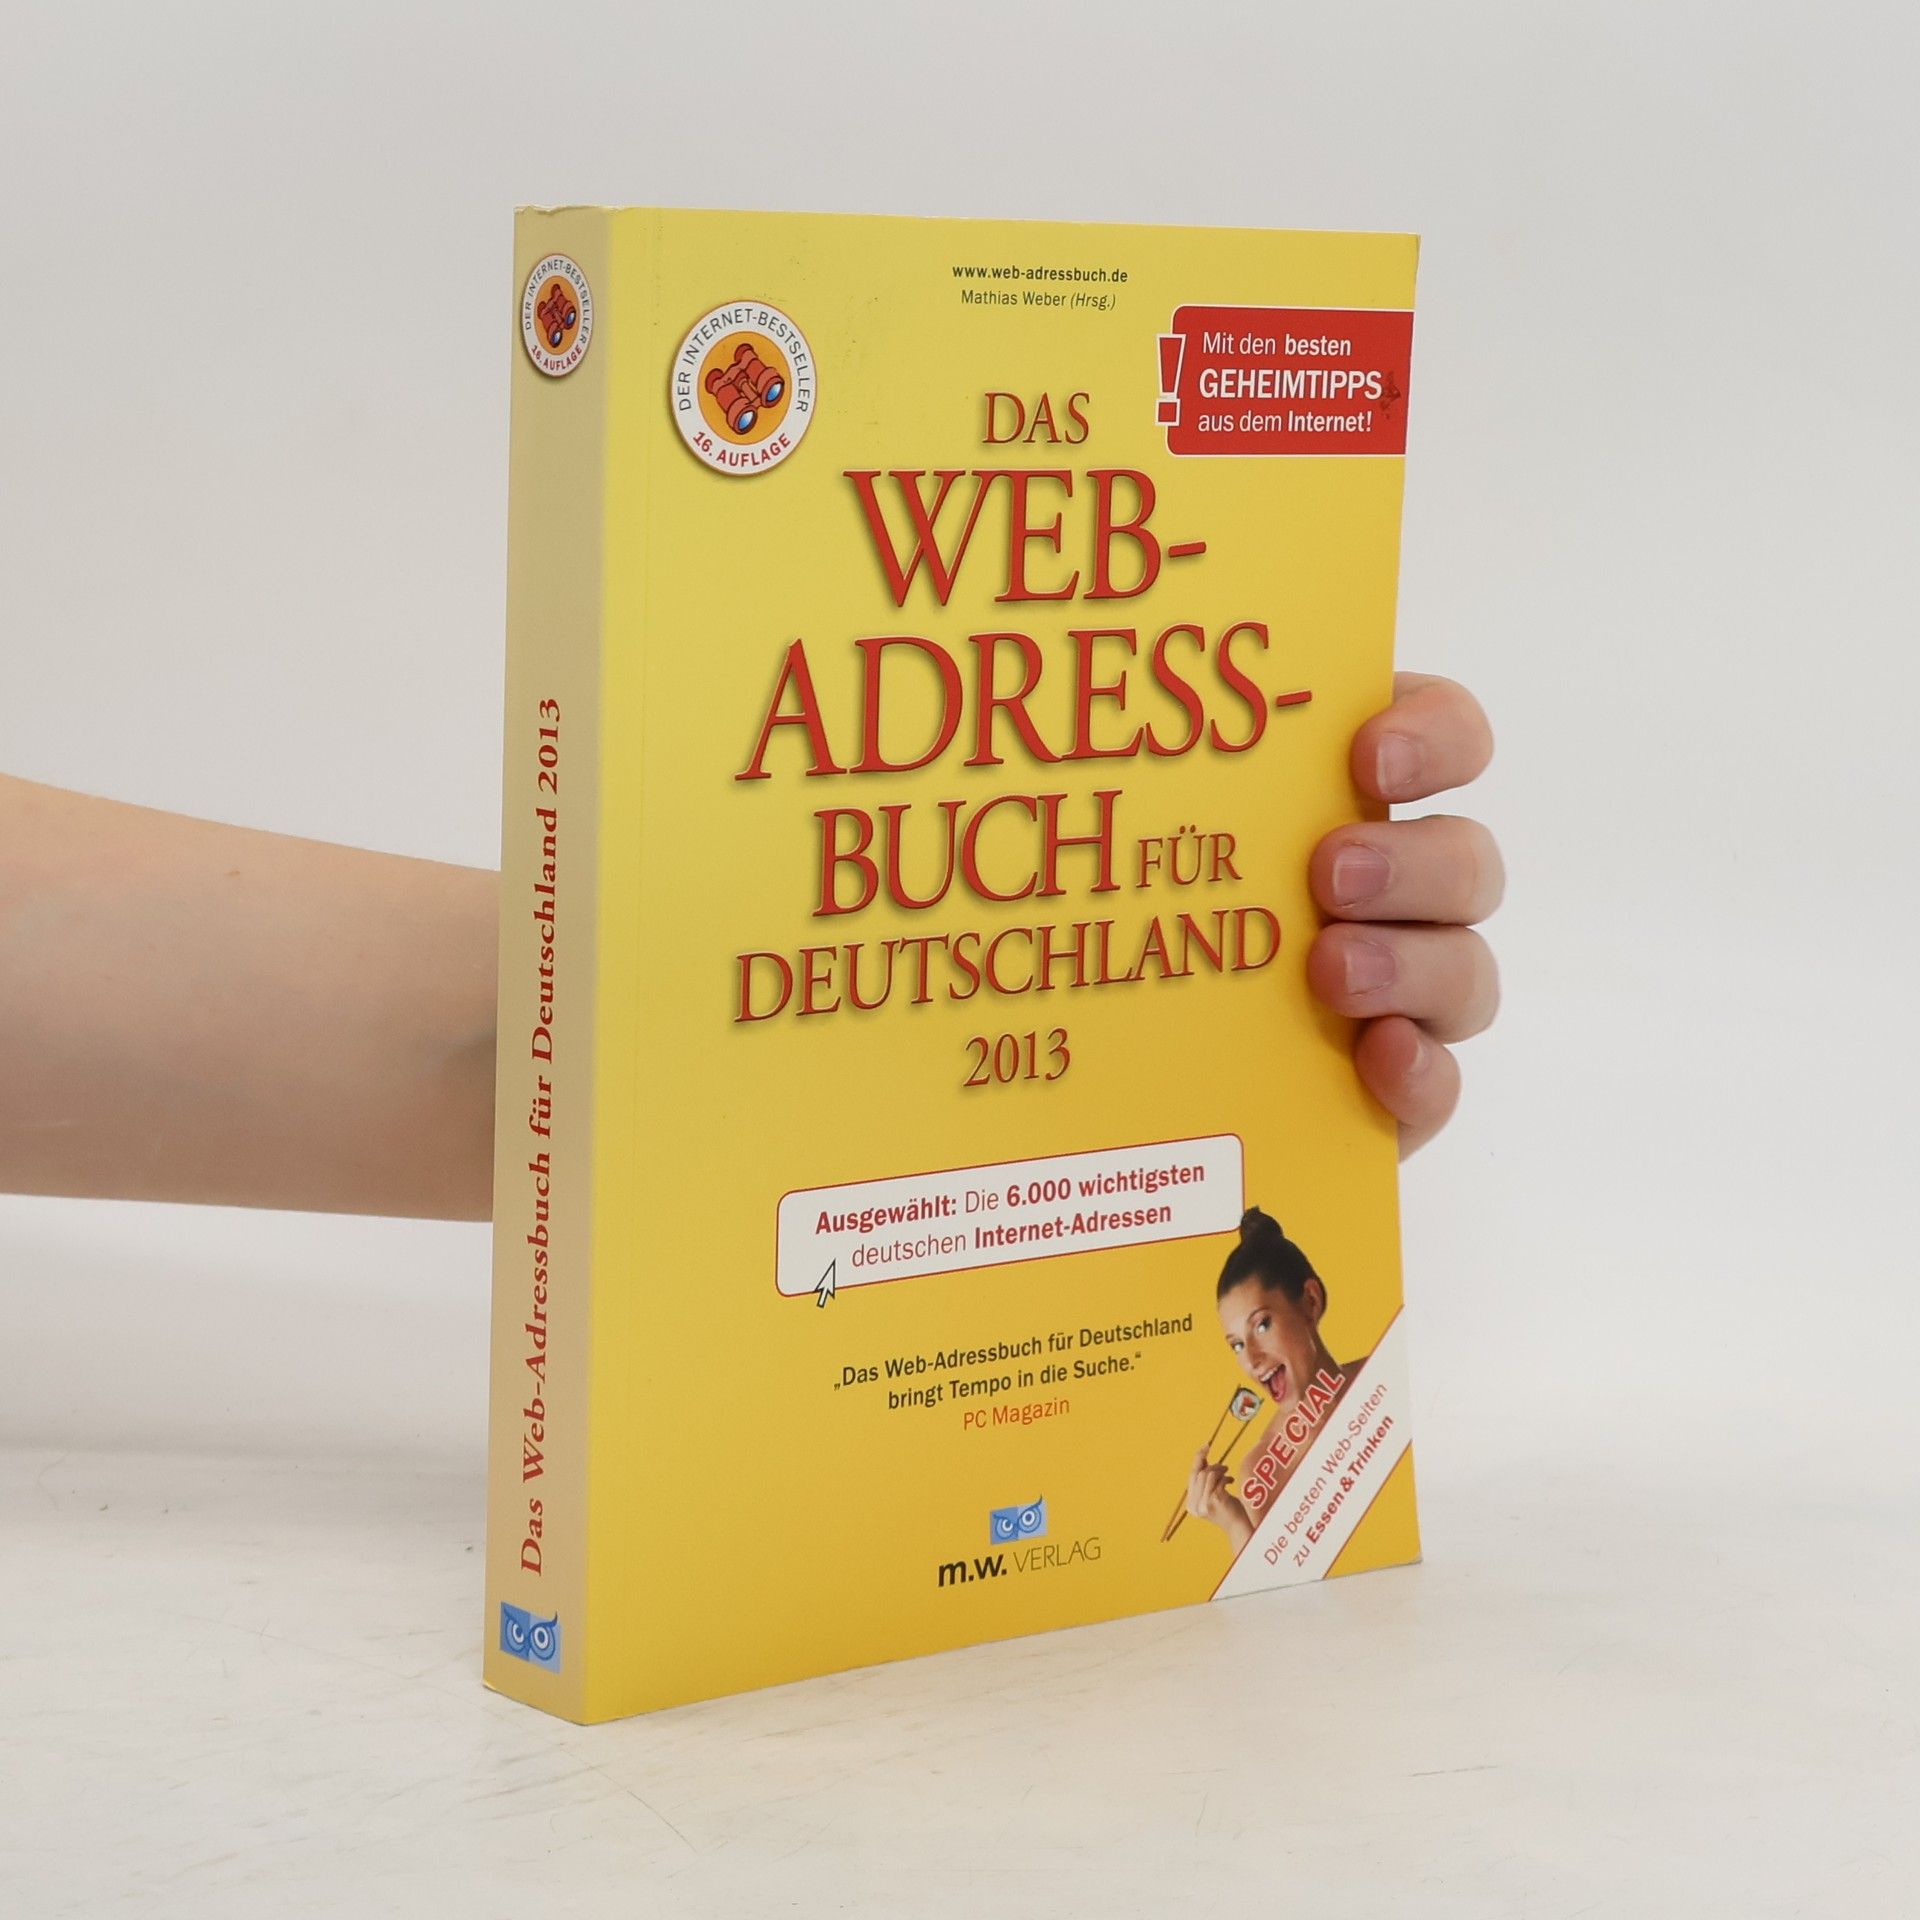 DER INTERNET-BESTSELLER
16. AUFLAGE
Das Web-Adressbuch für Deutschland 2013
www.web-adressbuch.de
Mathias Weber (Hrsg.)
DER INTERNET-BESTSELLER
16. AUFLAGE
!
Mit den besten
GEHEIMTIPPS
aus dem Internet!
DAS
WEB-
ADRESS-
BUCH FÜR
DEUTSCHLAND
2013
Ausgewählt: Die 6.000 wichtigsten
deutschen Internet-Adressen
„Das Web-Adressbuch für Deutschland
bringt Tempo in die Suche.“
PC Magazin
SPECIAL
Die besten Web-Seiten
zu Essen & Trinken
m.w. VERLAG